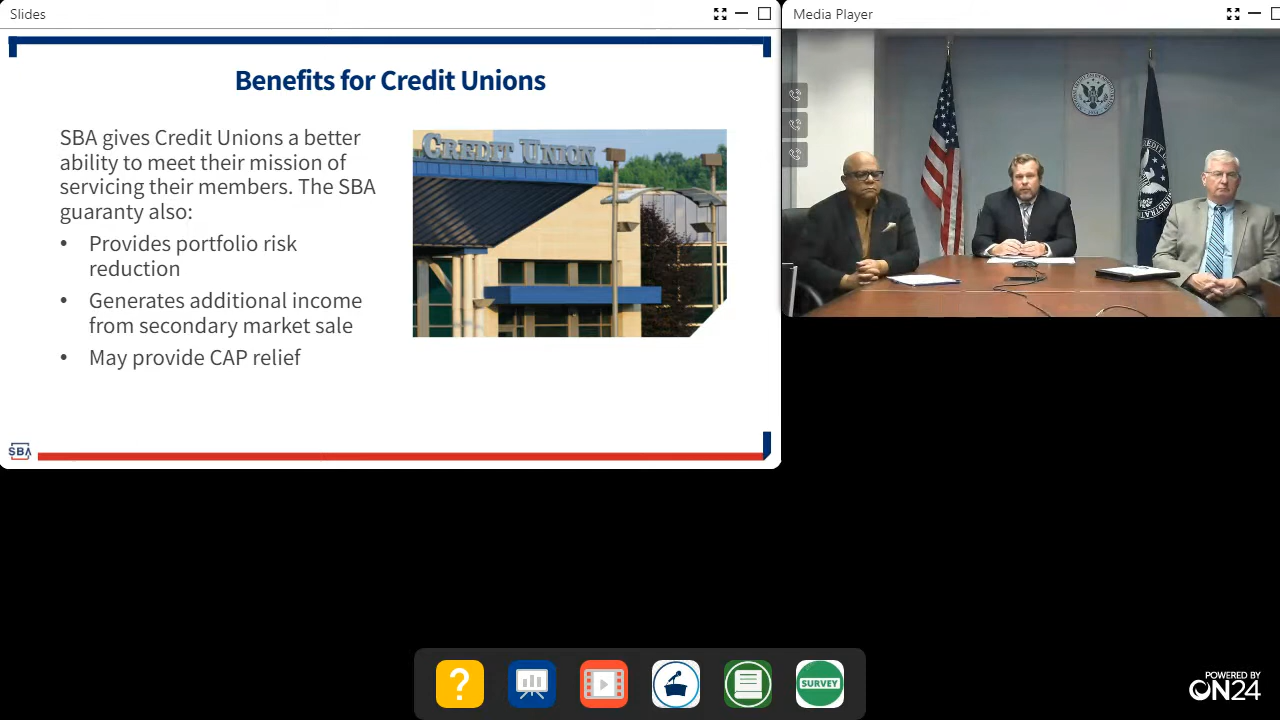 Slides
Media Player
Benefits for Credit Unions
SBA gives Credit Unions a better
ability to meet their mission of
servicing their members. The SBA
guaranty also:
• Provides portfolio risk
reduction
• Generates additional income
from secondary market sale
• May provide CAP relief
CREDIT UNION
SBA
?
SURVEY
POWERED BY
ON24